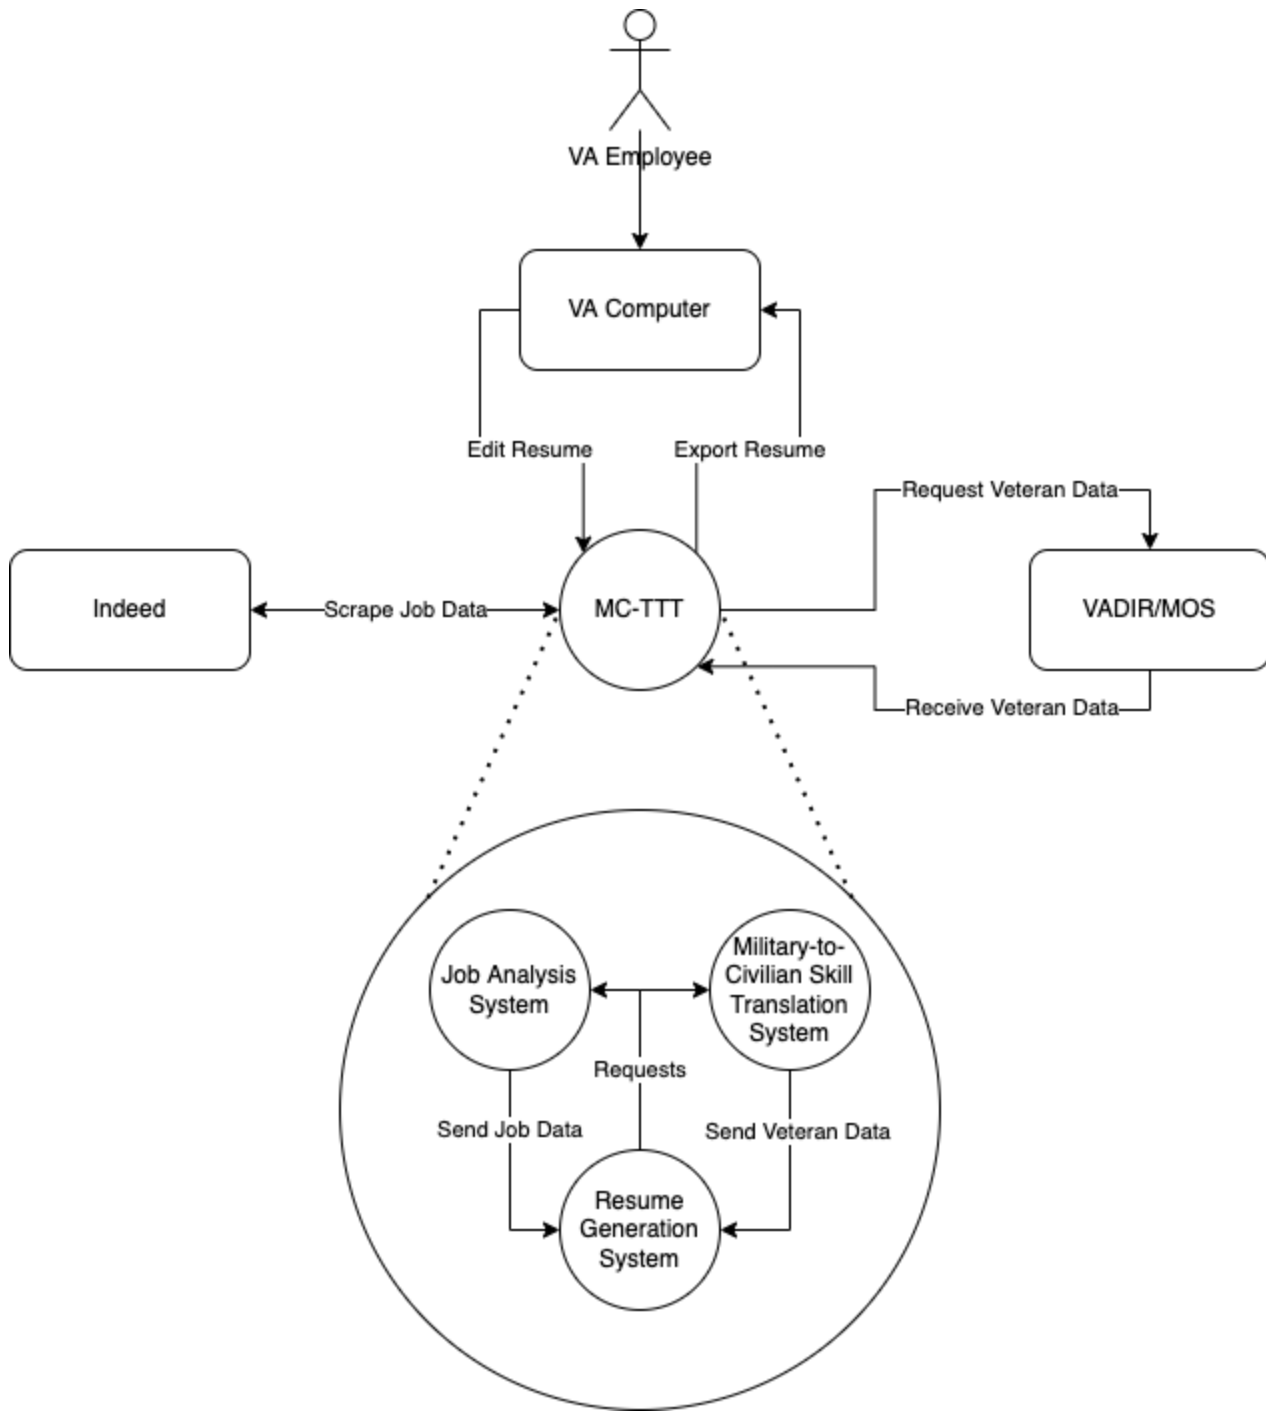 VA Employee
VA Computer
Edit Resume
Export Resume
Request Veteran Data
Indeed
Scrape Job Data
MC-TTT
VADIR/MOS
Receive Veteran Data
Job Analysis
System
Military-to-
Civilian Skill
Translation
System
Requests
Send Job Data
Send Veteran Data
Resume
Generation
System